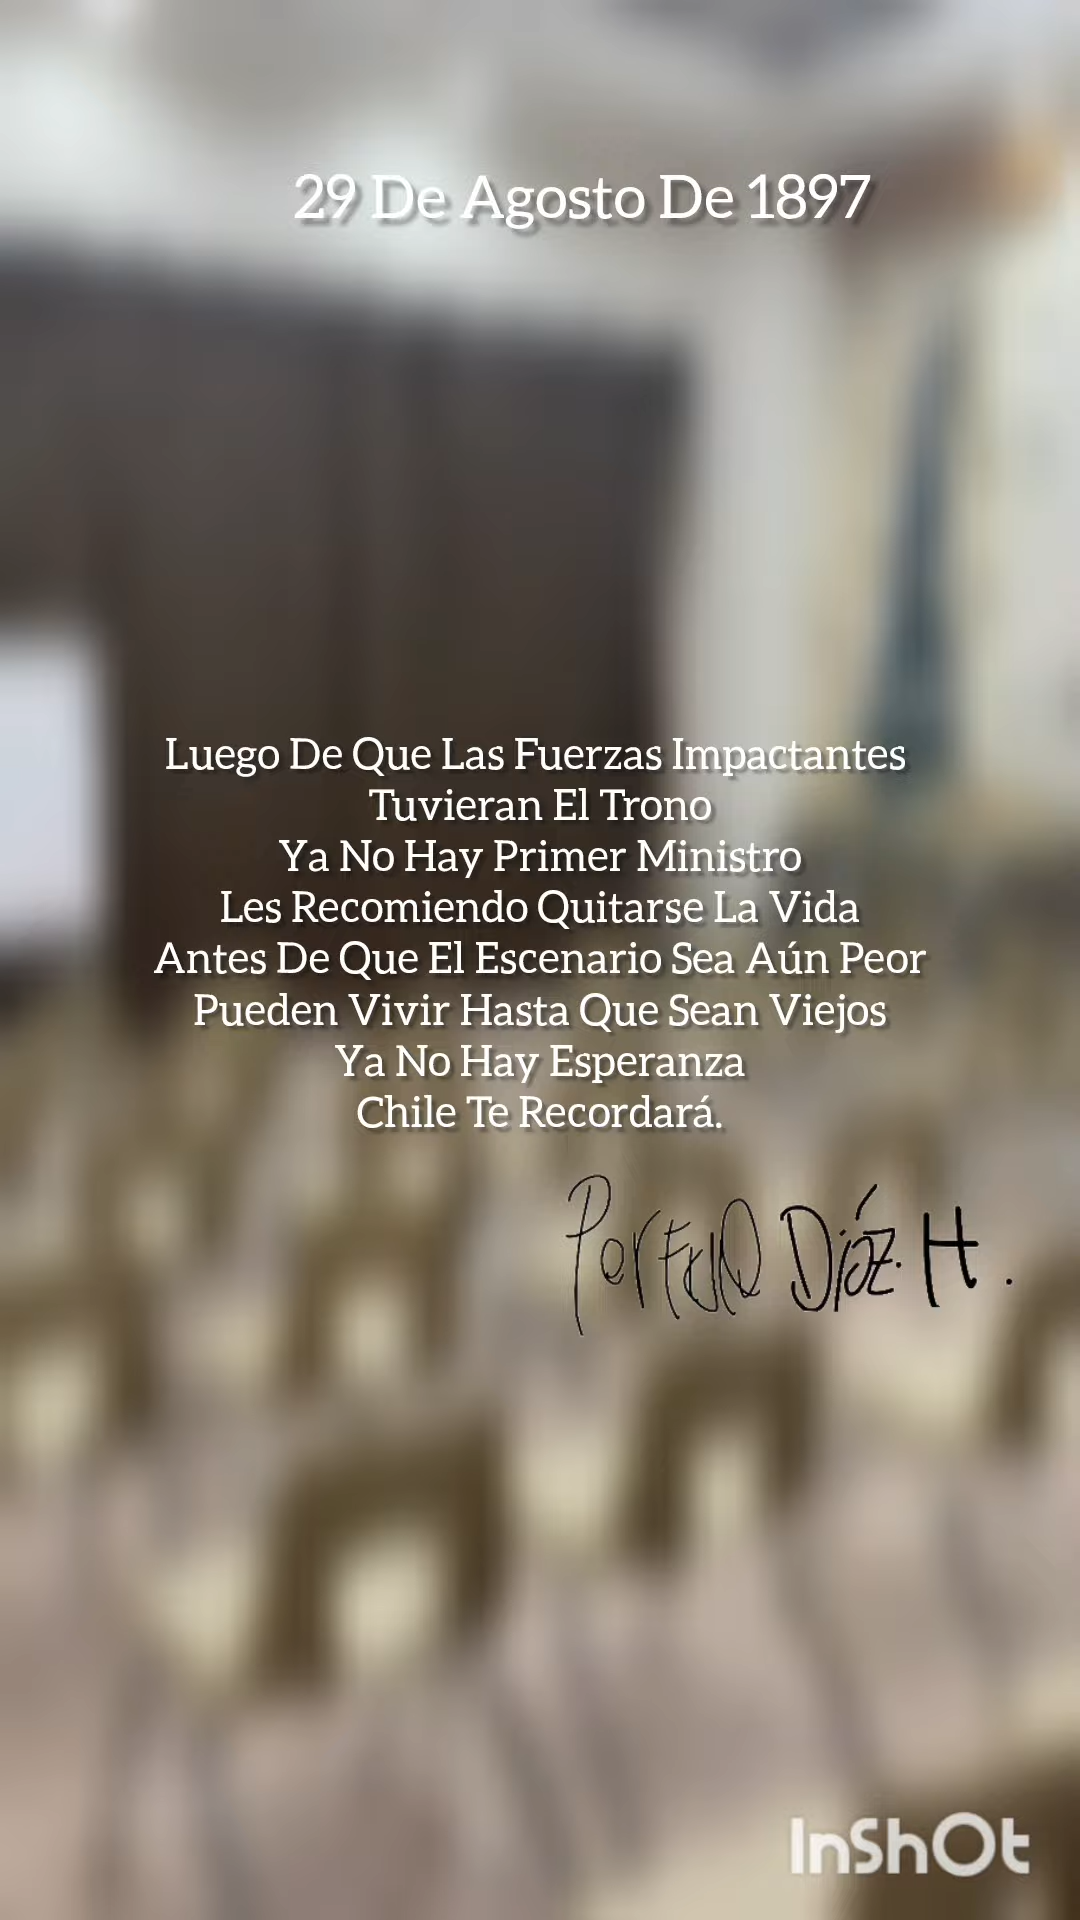 29 De Agosto De 1897
Luego De Que Las Fuerzas Impactantes
Tuvieran El Trono
Ya No Hay Primer Ministro
Les Recomiendo Quitarse La Vida
Antes De Que El Escenario Sea Aún Peor
Pueden Vivir Hasta Que Sean Viejos
Ya No Hay Esperanza
Chile Te Recordará.
Díaz. H.
InShOt